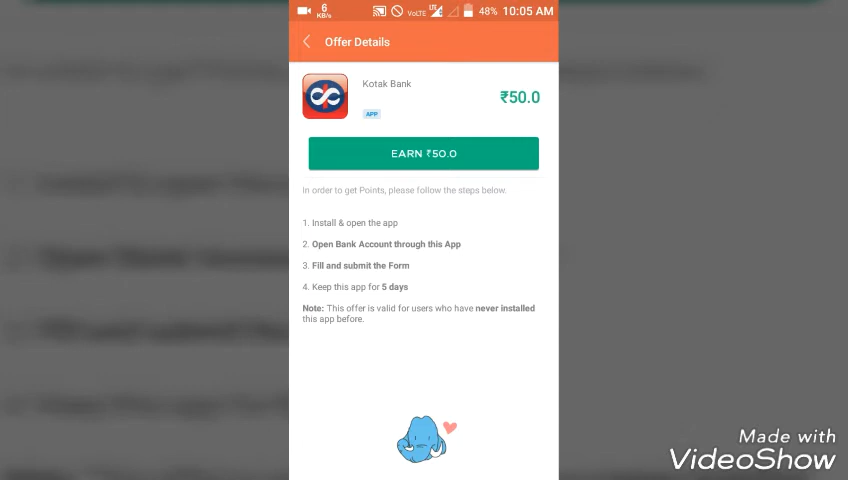 6
KB/s
VoLTE
LTE
48% 10:05 AM
Offer Details
Kotak Bank
₹50.0
APP
EARN ₹50.0
In order to get Points, please follow the steps below.
1. Install & open the app
2. Open Bank Account through this App
3. Fill and submit the Form
4. Keep this app for 5 days
Note: This offer is valid for users who have never installed
this app before.
Made with
VideoShow